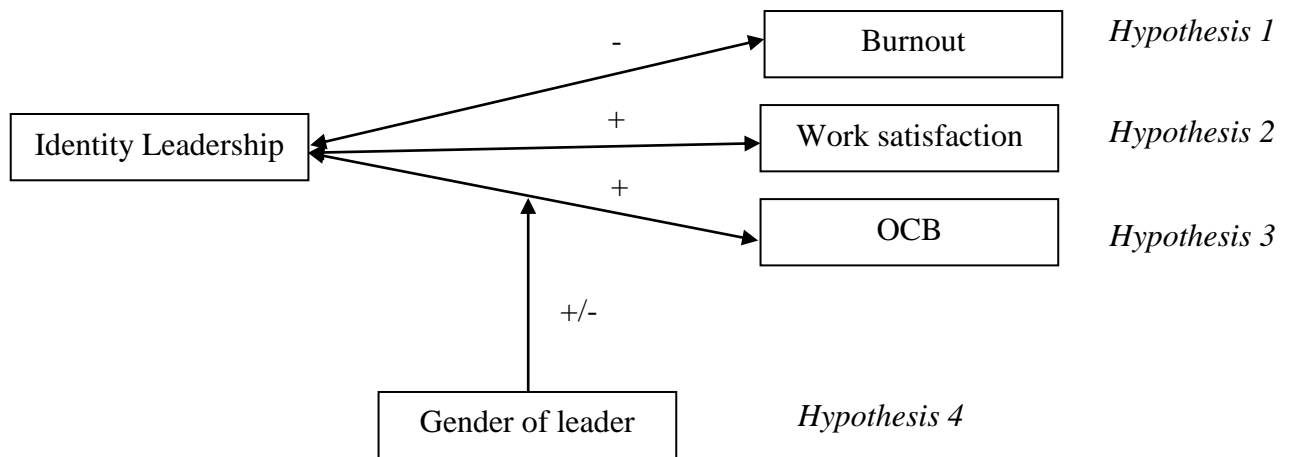 Hypothesis 1
Burnout
-
Identity Leadership
+
Work satisfaction
Hypothesis 2
+
OCB
Hypothesis 3
+/-
Gender of leader
Hypothesis 4